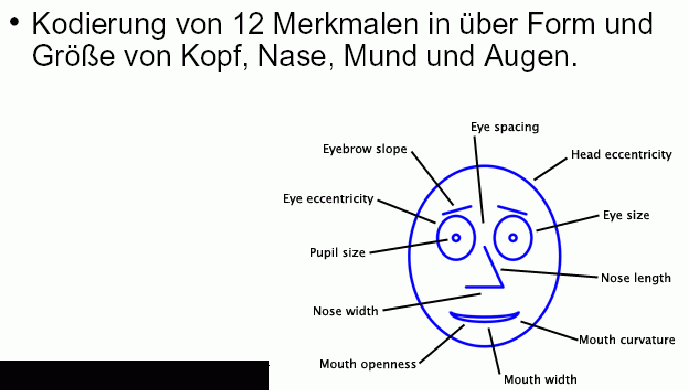 • Kodierung von 12 Merkmalen in über Form und
Größe von Kopf, Nase, Mund und Augen.
Eye spacing
Eyebrow slope
Head eccentricity
Eye eccentricity
Eye size
Pupil size
Nose length
Nose width
Mouth curvature
Mouth openness
Mouth width